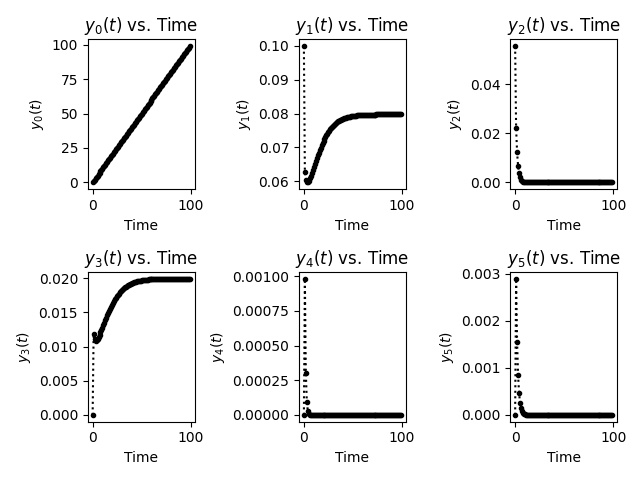 y₀(t) vs. Time
100
75
50
25
0
y₀(t)
0
100
Time
y₁(t) vs. Time
0.10
0.09
0.08
0.07
0.06
y₁(t)
0
100
Time
y₂(t) vs. Time
0.04
0.02
0.00
y₂(t)
0
100
Time
y₃(t) vs. Time
0.020
0.015
0.010
0.005
0.000
y₃(t)
0
100
Time
y₄(t) vs. Time
0.00100
0.00075
0.00050
0.00025
0.00000
y₄(t)
0
100
Time
y₅(t) vs. Time
0.003
0.002
0.001
0.000
y₅(t)
0
100
Time